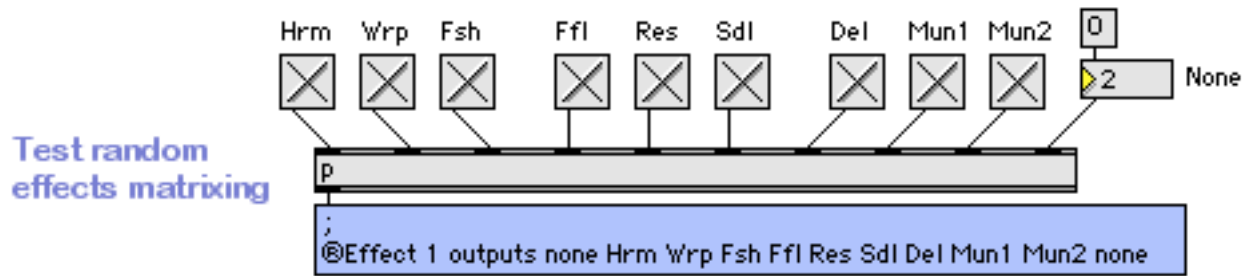 Hrm Wrp Fsh Ffl Res Sdl Del Mun1 Mun2 0
2 None
Test random
effects matrixing
p
;
®Effect 1 outputs none Hrm Wrp Fsh Ffl Res Sdl Del Mun1 Mun2 none